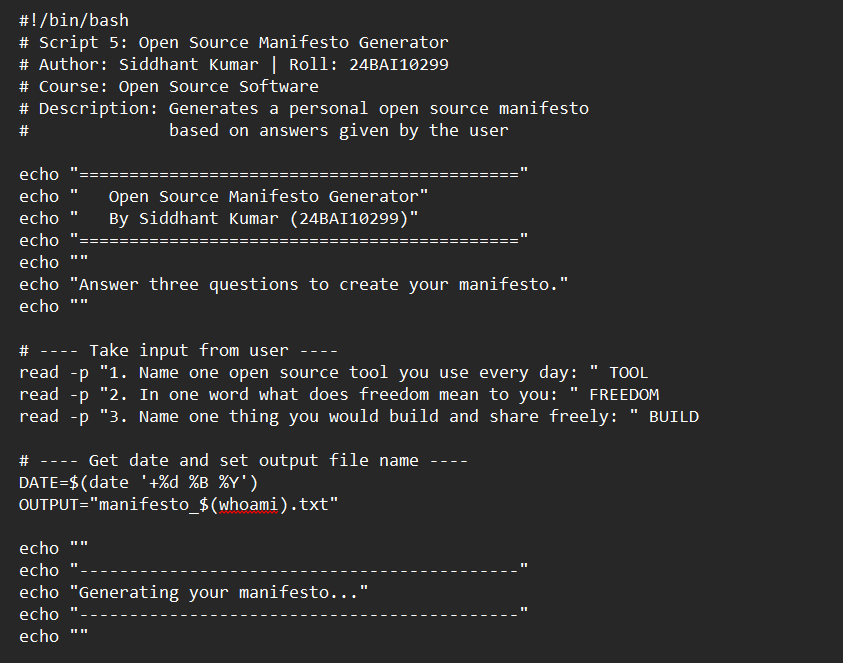 #!/bin/bash
# Script 5: Open Source Manifesto Generator
# Author: Siddhant Kumar | Roll: 24BAI10299
# Course: Open Source Software
# Description: Generates a personal open source manifesto
#              based on answers given by the user

echo "============================================"
echo "   Open Source Manifesto Generator"
echo "   By Siddhant Kumar (24BAI10299)"
echo "============================================"
echo ""
echo "Answer three questions to create your manifesto."
echo ""

# ---- Take input from user ----
read -p "1. Name one open source tool you use every day: " TOOL
read -p "2. In one word what does freedom mean to you: " FREEDOM
read -p "3. Name one thing you would build and share freely: " BUILD

# ---- Get date and set output file name ----
DATE=$(date '+%d %B %Y')
OUTPUT="manifesto_$(whoami).txt"

echo ""
echo "--------------------------------------------"
echo "Generating your manifesto..."
echo "--------------------------------------------"
echo ""